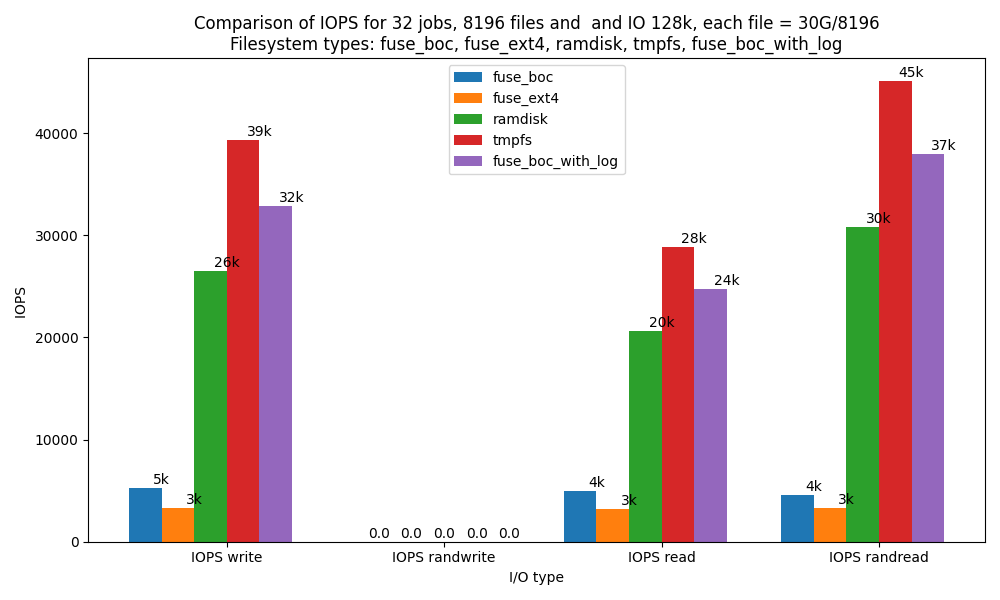 Comparison of IOPS for 32 jobs, 8196 files and  and IO 128k, each file = 30G/8196
Filesystem types: fuse_boc, fuse_ext4, ramdisk, tmpfs, fuse_boc_with_log
fuse_boc
fuse_ext4
ramdisk
tmpfs
fuse_boc_with_log
IOPS
40000
30000
20000
10000
0
5k
3k
26k
39k
32k
0.0 0.0 0.0 0.0 0.0
4k
3k
20k
28k
24k
4k
3k
30k
45k
37k
IOPS write
IOPS randwrite
IOPS read
IOPS randread
I/O type